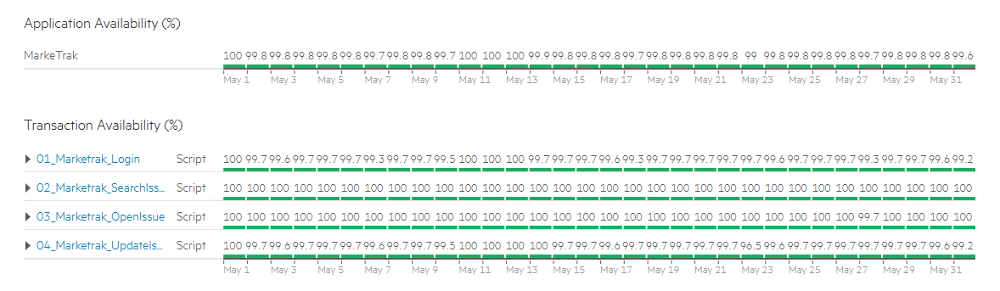 Application Availability (%)
MarkeTrak 100 99.8 99.8 99.8 99.8 99.8 99.7 99.8 99.8 99.7 100 100 100 99.9 99.8 99.8 99.8 99.7 99.8 99.8 99.8 99.8 99 99.8 99.8 99.8 99.8 99.7 99.8 99.8 99.8 99.6
May 1 May 3 May 5 May 7 May 9 May 11 May 13 May 15 May 17 May 19 May 21 May 23 May 25 May 27 May 29 May 31
Transaction Availability (%)
01_Marketrak_Login Script 100 99.7 99.6 99.7 99.7 99.7 99.3 99.7 99.7 99.5 100 100 100 99.7 99.7 99.7 99.6 99.3 99.7 99.7 99.7 99.7 99.7 99.6 99.7 99.7 99.7 99.3 99.7 99.7 99.6 99.2
02_Marketrak_SearchIss... Script 100 100 100 100 100 100 100 100 100 100 100 100 100 100 100 100 100 100 100 100 100 100 100 100 100 100 100 100 100 100 100 100
03_Marketrak_OpenIssue Script 100 100 100 100 100 100 100 100 100 100 100 100 100 100 100 100 100 100 100 100 100 100 100 100 100 100 100 99.7 100 100 100 100
04_Marketrak_UpdateIs... Script 100 99.7 99.6 99.7 99.7 99.7 99.6 99.7 99.7 99.5 100 100 100 99.7 99.7 99.6 99.7 99.7 99.7 99.7 99.7 99.7 96.5 99.6 99.7 99.7 99.7 99.7 99.7 99.7 99.6 99.2
May 1 May 3 May 5 May 7 May 9 May 11 May 13 May 15 May 17 May 19 May 21 May 23 May 25 May 27 May 29 May 31